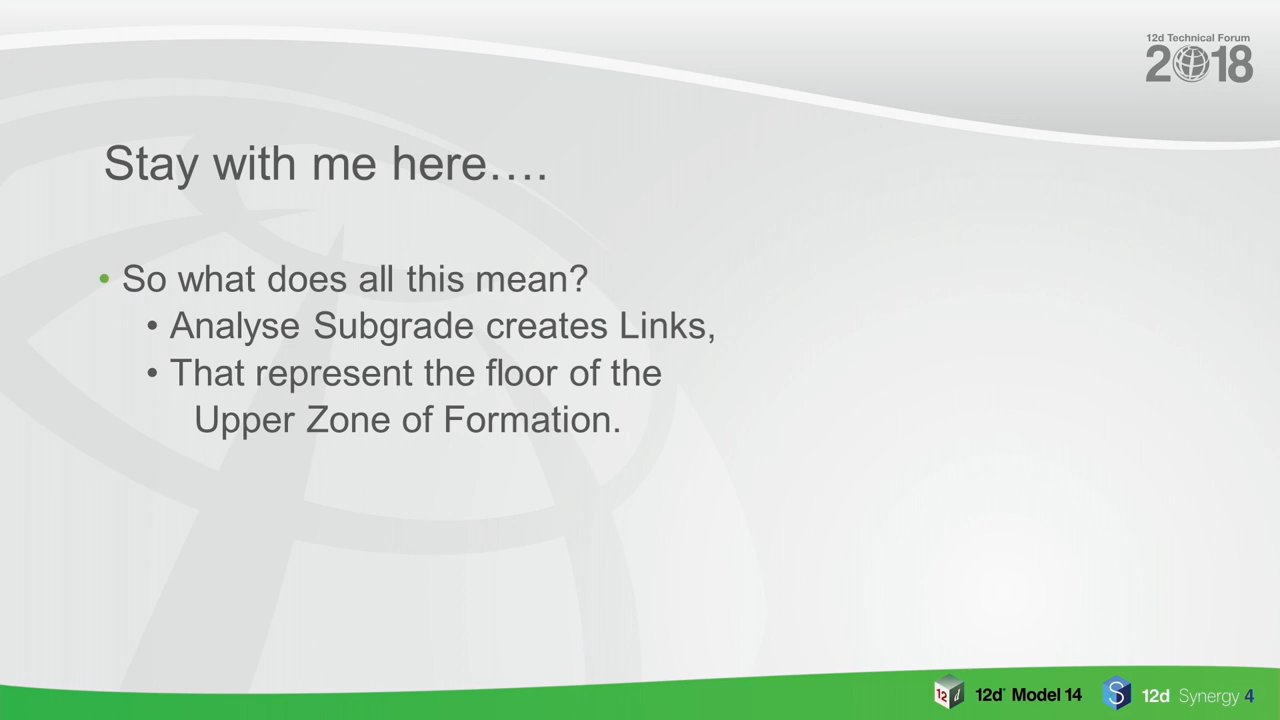 12d Technical Forum
2018
Stay with me here….
• So what does all this mean?
• Analyse Subgrade creates Links,
• That represent the floor of the
Upper Zone of Formation.
12d Model 14
12d Synergy 4